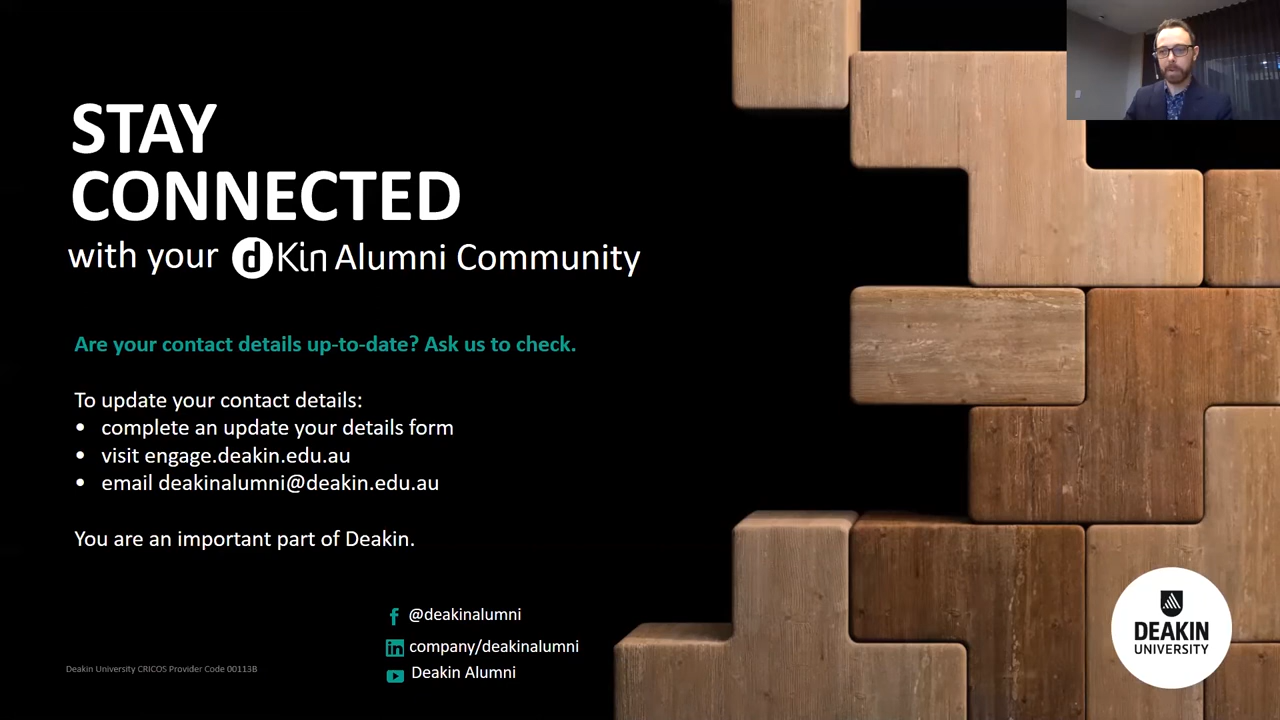 STAY
CONNECTED
with your dKin Alumni Community
Are your contact details up-to-date? Ask us to check.
To update your contact details:
• complete an update your details form
• visit engage.deakin.edu.au
• email deakinalumni@deakin.edu.au
You are an important part of Deakin.
@deakinalumni
company/deakinalumni
Deakin Alumni
Deakin University CRICOS Provider Code 00113B
DEAKIN
UNIVERSITY